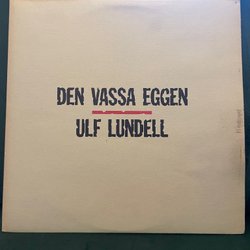 DEN VASSA EGGEN
ULF LUNDELL